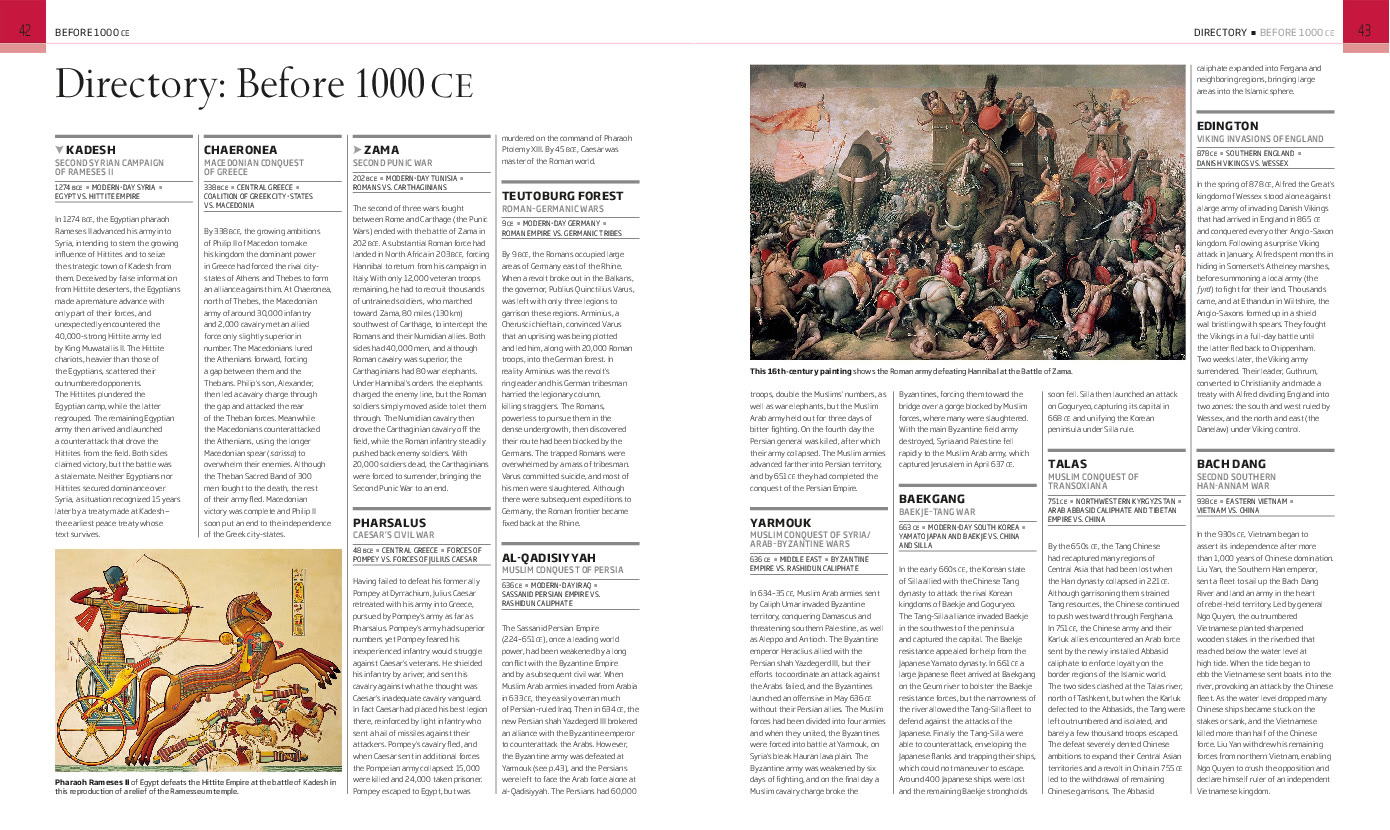 42
BEFORE 1000 CE
DIRECTORY ■ BEFORE 1000 CE
43
Directory: Before 1000 CE
▼ KADESH
SECOND SYRIAN CAMPAIGN
OF RAMESES II
1274 BCE ■ MODERN-DAY SYRIA ■
EGYPT VS. HITTITE EMPIRE
In 1274 BCE, the Egyptian pharaoh
Rameses II advanced his army into
Syria, intending to stem the growing
influence of Hittites and to seize
the strategic town of Kadesh from
them. Deceived by false information
from Hittite deserters, the Egyptians
made a premature advance with
only part of their forces, and
unexpectedly encountered the
40,000-strong Hittite army led
by King Muwatallis II. The Hittite
chariots, heavier than those of
the Egyptians, scattered their
outnumbered opponents.
The Hittites plundered the
Egyptian camp, while the latter
regrouped. The remaining Egyptian
army then arrived and launched
a counterattack that drove the
Hittites from the field. Both sides
claimed victory, but the battle was
a stalemate. Neither Egyptians nor
Hittites secured dominance over
Syria, a situation recognized 15 years
later by a treaty made at Kadesh–
the earliest peace treaty whose
text survives.
CHAERONEA
MACEDONIAN CONQUEST
OF GREECE
338 BCE ■ CENTRAL GREECE ■
COALITION OF GREEK CITY-STATES
VS. MACEDONIA
By 338 BCE, the growing ambitions
of Philip II of Macedon to make
his kingdom the dominant power
in Greece had forced the rival city-
states of Athens and Thebes to form
an alliance against him. At Chaeronea,
north of Thebes, the Macedonian
army of around 30,000 infantry
and 2,000 cavalry met an allied
force only slightly superior in
number. The Macedonians lured
the Athenians forward, forcing
a gap between them and the
Thebans. Philip's son, Alexander,
then led a cavalry charge through
the gap and attacked the rear
of the Theban forces. Meanwhile
the Macedonians counterattacked
the Athenians, using the longer
Macedonian spear (sarissa) to
overwhelm their enemies. Although
the Theban Sacred Band of 300
men fought to the death, the rest
of their army fled. Macedonian
victory was complete and Philip II
soon put an end to the independence
of the Greek city-states.
Pharaoh Rameses II of Egypt defeats the Hittite Empire at the battle of Kadesh in
this reproduction of a relief of the Ramesseum temple.
➤ ZAMA
SECOND PUNIC WAR
202 BCE ■ MODERN-DAY TUNISIA ■
ROMANS VS. CARTHAGINIANS
The second of three wars fought
between Rome and Carthage (the Punic
Wars) ended with the battle of Zama in
202 BCE. A substantial Roman force had
landed in North Africa in 203 BCE, forcing
Hannibal to return from his campaign in
Italy. With only 12,000 veteran troops
remaining, he had to recruit thousands
of untrained soldiers, who marched
toward Zama, 80 miles (130 km)
southwest of Carthage, to intercept the
Romans and their Numidian allies. Both
sides had 40,000 men, and although
Roman cavalry was superior, the
Carthaginians had 80 war elephants.
Under Hannibal's orders the elephants
charged the enemy line, but the Roman
soldiers simply moved aside to let them
through. The Numidian cavalry then
drove the Carthaginian cavalry off the
field, while the Roman infantry steadily
pushed back enemy soldiers. With
20,000 soldiers dead, the Carthaginians
were forced to surrender, bringing the
Second Punic War to an end.
PHARSALUS
CAESAR'S CIVIL WAR
48 BCE ■ CENTRAL GREECE ■ FORCES OF
POMPEY VS. FORCES OF JULIUS CAESAR
Having failed to defeat his former ally
Pompey at Dyrrachium, Julius Caesar
retreated with his army into Greece,
pursued by Pompey's army as far as
Pharsalus. Pompey's army had superior
numbers yet Pompey feared his
inexperienced infantry would struggle
against Caesar's veterans. He shielded
his infantry by a river, and sent his
cavalry against what he thought was
Caesar's inadequate cavalry vanguard.
In fact Caesar had placed his best legion
there, reinforced by light infantry who
sent a hail of missiles against their
attackers. Pompey's cavalry fled, and
when Caesar sent in additional forces
the Pompeian army collapsed: 15,000
were killed and 24,000 taken prisoner.
Pompey escaped to Egypt, but was
murdered on the command of Pharaoh
Ptolemy XIII. By 45 BCE, Caesar was
master of the Roman world.
TEUTOBURG FOREST
ROMAN-GERMANIC WARS
9 CE ■ MODERN-DAY GERMANY ■
ROMAN EMPIRE VS. GERMANIC TRIBES
By 9 BCE, the Romans occupied large
areas of Germany east of the Rhine.
When a revolt broke out in the Balkans,
the governor, Publius Quinctilius Varus,
was left with only three legions to
garrison these regions. Arminius, a
Cherusci chieftain, convinced Varus
that an uprising was being plotted
and led him, along with 20,000 Roman
troops, into the German forest. In
reality Arminius was the revolt's
ringleader and his German tribesman
harried the legionary column,
killing stragglers. The Romans,
powerless to pursue them in the
dense undergrowth, then discovered
their route had been blocked by the
Germans. The trapped Romans were
overwhelmed by a mass of tribesman.
Varus committed suicide, and most of
his men were slaughtered. Although
there were subsequent expeditions to
Germany, the Roman frontier became
fixed back at the Rhine.
AL-QADISIYYAH
MUSLIM CONQUEST OF PERSIA
636 CE ■ MODERN-DAY IRAQ ■
SASSANID PERSIAN EMPIRE VS.
RASHIDUN CALIPHATE
The Sassanid Persian Empire
(224–651 CE), once a leading world
power, had been weakened by a long
conflict with the Byzantine Empire
and by a subsequent civil war. When
Muslim Arab armies invaded from Arabia
in 633 CE, they easily overran much
of Persian-ruled Iraq. Then in 634 CE, the
new Persian shah Yazdegerd III brokered
an alliance with the Byzantine emperor
to counterattack the Arabs. However,
the Byzantine army was defeated at
Yarmouk (see p.43), and the Persians
were left to face the Arab force alone at
al-Qadisiyyah. The Persians had 60,000
This 16th-century painting shows the Roman army defeating Hannibal at the Battle of Zama.
troops, double the Muslims' numbers, as
well as war elephants, but the Muslim
Arab army held out for three days of
bitter fighting. On the fourth day the
Persian general was killed, after which
their army collapsed. The Muslim armies
advanced farther into Persian territory,
and by 651 CE they had completed the
conquest of the Persian Empire.
YARMOUK
MUSLIM CONQUEST OF SYRIA/
ARAB-BYZANTINE WARS
636 CE ■ MIDDLE EAST ■ BYZANTINE
EMPIRE VS. RASHIDUN CALIPHATE
In 634–35 CE, Muslim Arab armies sent
by Caliph Umar invaded Byzantine
territory, conquering Damascus and
threatening southern Palestine, as well
as Aleppo and Antioch. The Byzantine
emperor Heraclius allied with the
Persian shah Yazdegerd III, but their
efforts to coordinate an attack against
the Arabs failed, and the Byzantines
launched an offensive in May 636 CE
without their Persian allies. The Muslim
forces had been divided into four armies
and when they united, the Byzantines
were forced into battle at Yarmouk, on
Syria's bleak Hauran lava plain. The
Byzantine army was weakened by six
days of fighting, and on the final day a
Muslim cavalry charge broke the
Byzantines, forcing them toward the
bridge over a gorge blocked by Muslim
forces, where many were slaughtered.
With the main Byzantine field army
destroyed, Syria and Palestine fell
rapidly to the Muslim Arab army, which
captured Jerusalem in April 637 CE.
BAEKGANG
BAEKJE-TANG WAR
663 CE ■ MODERN-DAY SOUTH KOREA ■
YAMATO JAPAN AND BAEKJE VS. CHINA
AND SILLA
In the early 660s CE, the Korean state
of Silla allied with the Chinese Tang
dynasty to attack the rival Korean
kingdoms of Baekje and Goguryeo.
The Tang-Silla alliance invaded Baekje
in the southwest of the peninsula
and captured the capital. The Baekje
resistance appealed for help from the
Japanese Yamato dynasty. In 661 CE a
large Japanese fleet arrived at Baekgang
on the Geum river to bolster the Baekje
resistance forces, but the narrowness of
the river allowed the Tang-Silla fleet to
defend against the attacks of the
Japanese. Finally the Tang-Silla were
able to counterattack, enveloping the
Japanese flanks and trapping their ships,
which could not maneuver to escape.
Around 400 Japanese ships were lost
and the remaining Baekje strongholds
soon fell. Silla then launched an attack
on Goguryeo, capturing its capital in
668 CE and unifying the Korean
peninsula under Silla rule.
TALAS
MUSLIM CONQUEST OF
TRANSOXIANA
751 CE ■ NORTHWESTERN KYRGYZSTAN ■
ARAB ABBASID CALIPHATE AND TIBETAN
EMPIRE VS. CHINA
By the 650s CE, the Tang Chinese
had recaptured many regions of
Central Asia that had been lost when
the Han dynasty collapsed in 221 CE.
Although garrisoning them strained
Tang resources, the Chinese continued
to push westward through Ferghana.
In 751 CE, the Chinese army and their
Karluk allies encountered an Arab force
sent by the newly installed Abbasid
caliphate to enforce loyalty on the
border regions of the Islamic world.
The two sides clashed at the Talas river,
north of Tashkent, but when the Karluk
defected to the Abbasids, the Tang were
left outnumbered and isolated, and
barely a few thousand troops escaped.
The defeat severely dented Chinese
ambitions to expand their Central Asian
territories and a revolt in China in 755 CE
led to the withdrawal of remaining
Chinese garrisons. The Abbasid
caliphate expanded into Fergana and
neighboring regions, bringing large
areas into the Islamic sphere.
EDINGTON
VIKING INVASIONS OF ENGLAND
878 CE ■ SOUTHERN ENGLAND ■
DANISH VIKINGS VS. WESSEX
In the spring of 878 CE, Alfred the Great's
kingdom of Wessex stood alone against
a large army of invading Danish Vikings
that had arrived in England in 865 CE
and conquered every other Anglo-Saxon
kingdom. Following a surprise Viking
attack in January, Alfred spent months in
hiding in Somerset's Athelney marshes,
before summoning a local army (the
fyrd) to fight for their land. Thousands
came, and at Ethandun in Wiltshire, the
Anglo-Saxons formed up in a shield
wall bristling with spears. They fought
the Vikings in a full-day battle until
the latter fled back to Chippenham.
Two weeks later, the Viking army
surrendered. Their leader, Guthrum,
converted to Christianity and made a
treaty with Alfred dividing England into
two zones: the south and west ruled by
Wessex, and the north and east (the
Danelaw) under Viking control.
BACH DANG
SECOND SOUTHERN
HAN-ANNAM WAR
938 CE ■ EASTERN VIETNAM ■
VIETNAM VS. CHINA
In the 930s CE, Vietnam began to
assert its independence after more
than 1,000 years of Chinese domination.
Liu Yan, the Southern Han emperor,
sent a fleet to sail up the Bach Dang
River and land an army in the heart
of rebel-held territory. Led by general
Ngo Quyen, the outnumbered
Vietnamese planted sharpened
wooden stakes in the riverbed that
reached below the water level at
high tide. When the tide began to
ebb the Vietnamese sent boats in to the
river, provoking an attack by the Chinese
fleet. As the water level dropped many
Chinese ships became stuck on the
stakes or sank, and the Vietnamese
killed more than half of the Chinese
force. Liu Yan withdrew his remaining
forces from northern Vietnam, enabling
Ngo Quyen to crush the opposition and
declare himself ruler of an independent
Vietnamese kingdom.